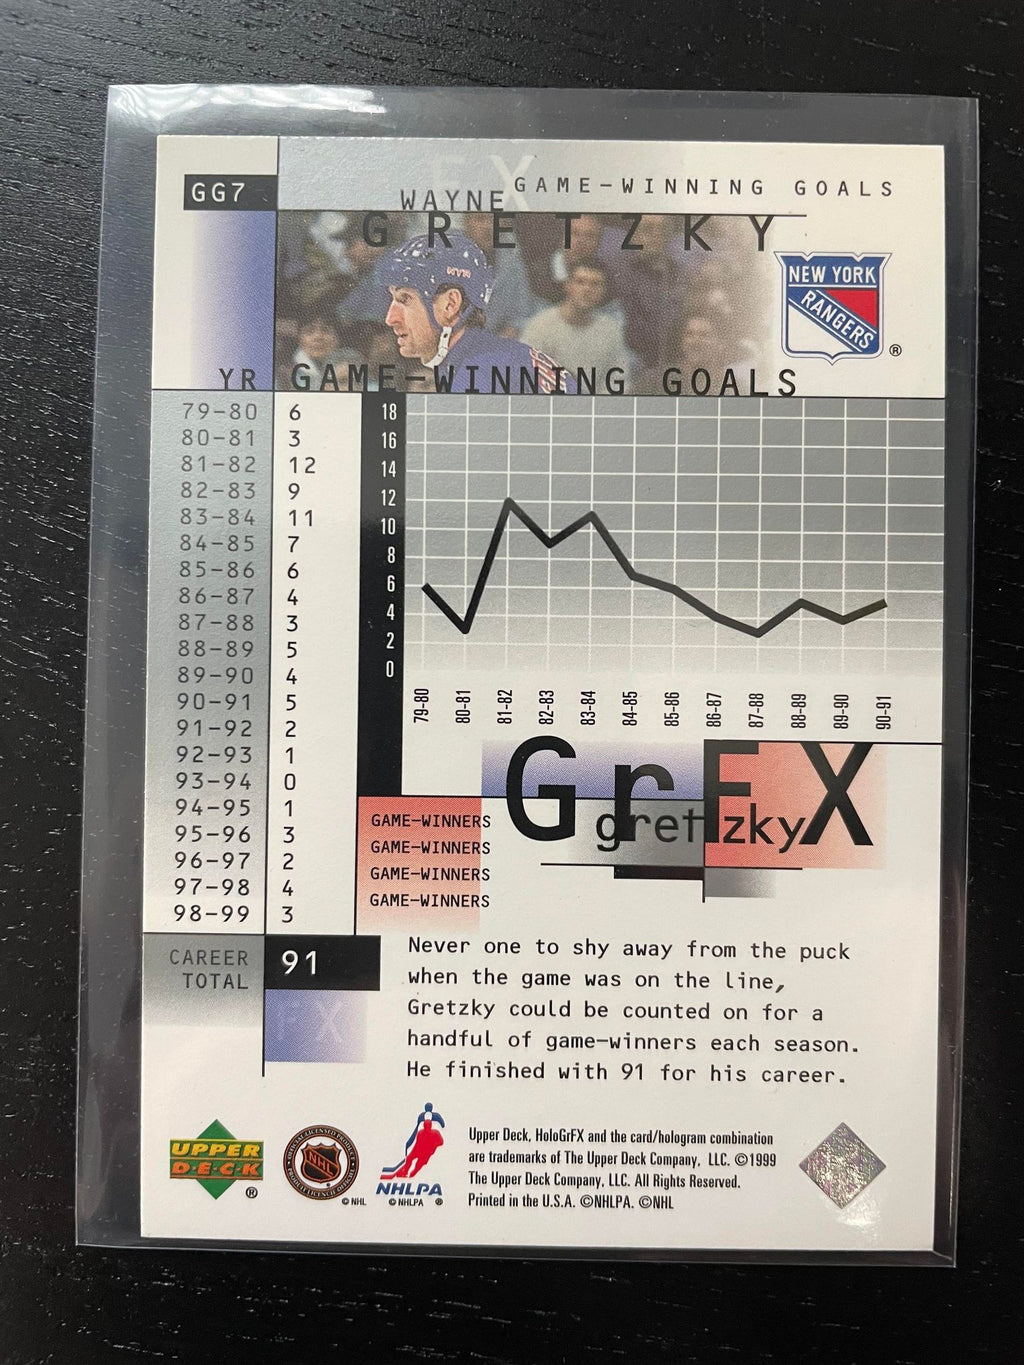 FX
GG7
WAYNE GAME-WINNING GOALS
GRETZKY
NYR
NEW YORK
RANGERS
®
YR GAME-WINNING GOALS
79-80 6
80-81 3
81-82 12
82-83 9
83-84 11
84-85 7
85-86 6
86-87 4
87-88 3
88-89 5
89-90 4
90-91 5
91-92 2
92-93 1
93-94 0
94-95 1
95-96 3
96-97 2
97-98 4
98-99 3
CAREER
TOTAL
91
FX
18
16
14
12
10
8
6
4
2
0
79-80 80-81 81-82 82-83 83-84 84-85 85-86 86-87 87-88 88-89 89-90 90-91
GrFX
gretzky
GAME-WINNERS
GAME-WINNERS
GAME-WINNERS
GAME-WINNERS
Never one to shy away from the puck
when the game was on the line,
Gretzky could be counted on for a
handful of game-winners each season.
He finished with 91 for his career.
UPPER
DECK
®
NHL
©NHL
NHLPA
©NHLPA ®
Upper Deck, HoloGrFX and the card/hologram combination
are trademarks of The Upper Deck Company, LLC. ©1999
The Upper Deck Company, LLC. All Rights Reserved.
Printed in the U.S.A. ©NHLPA. ©NHL